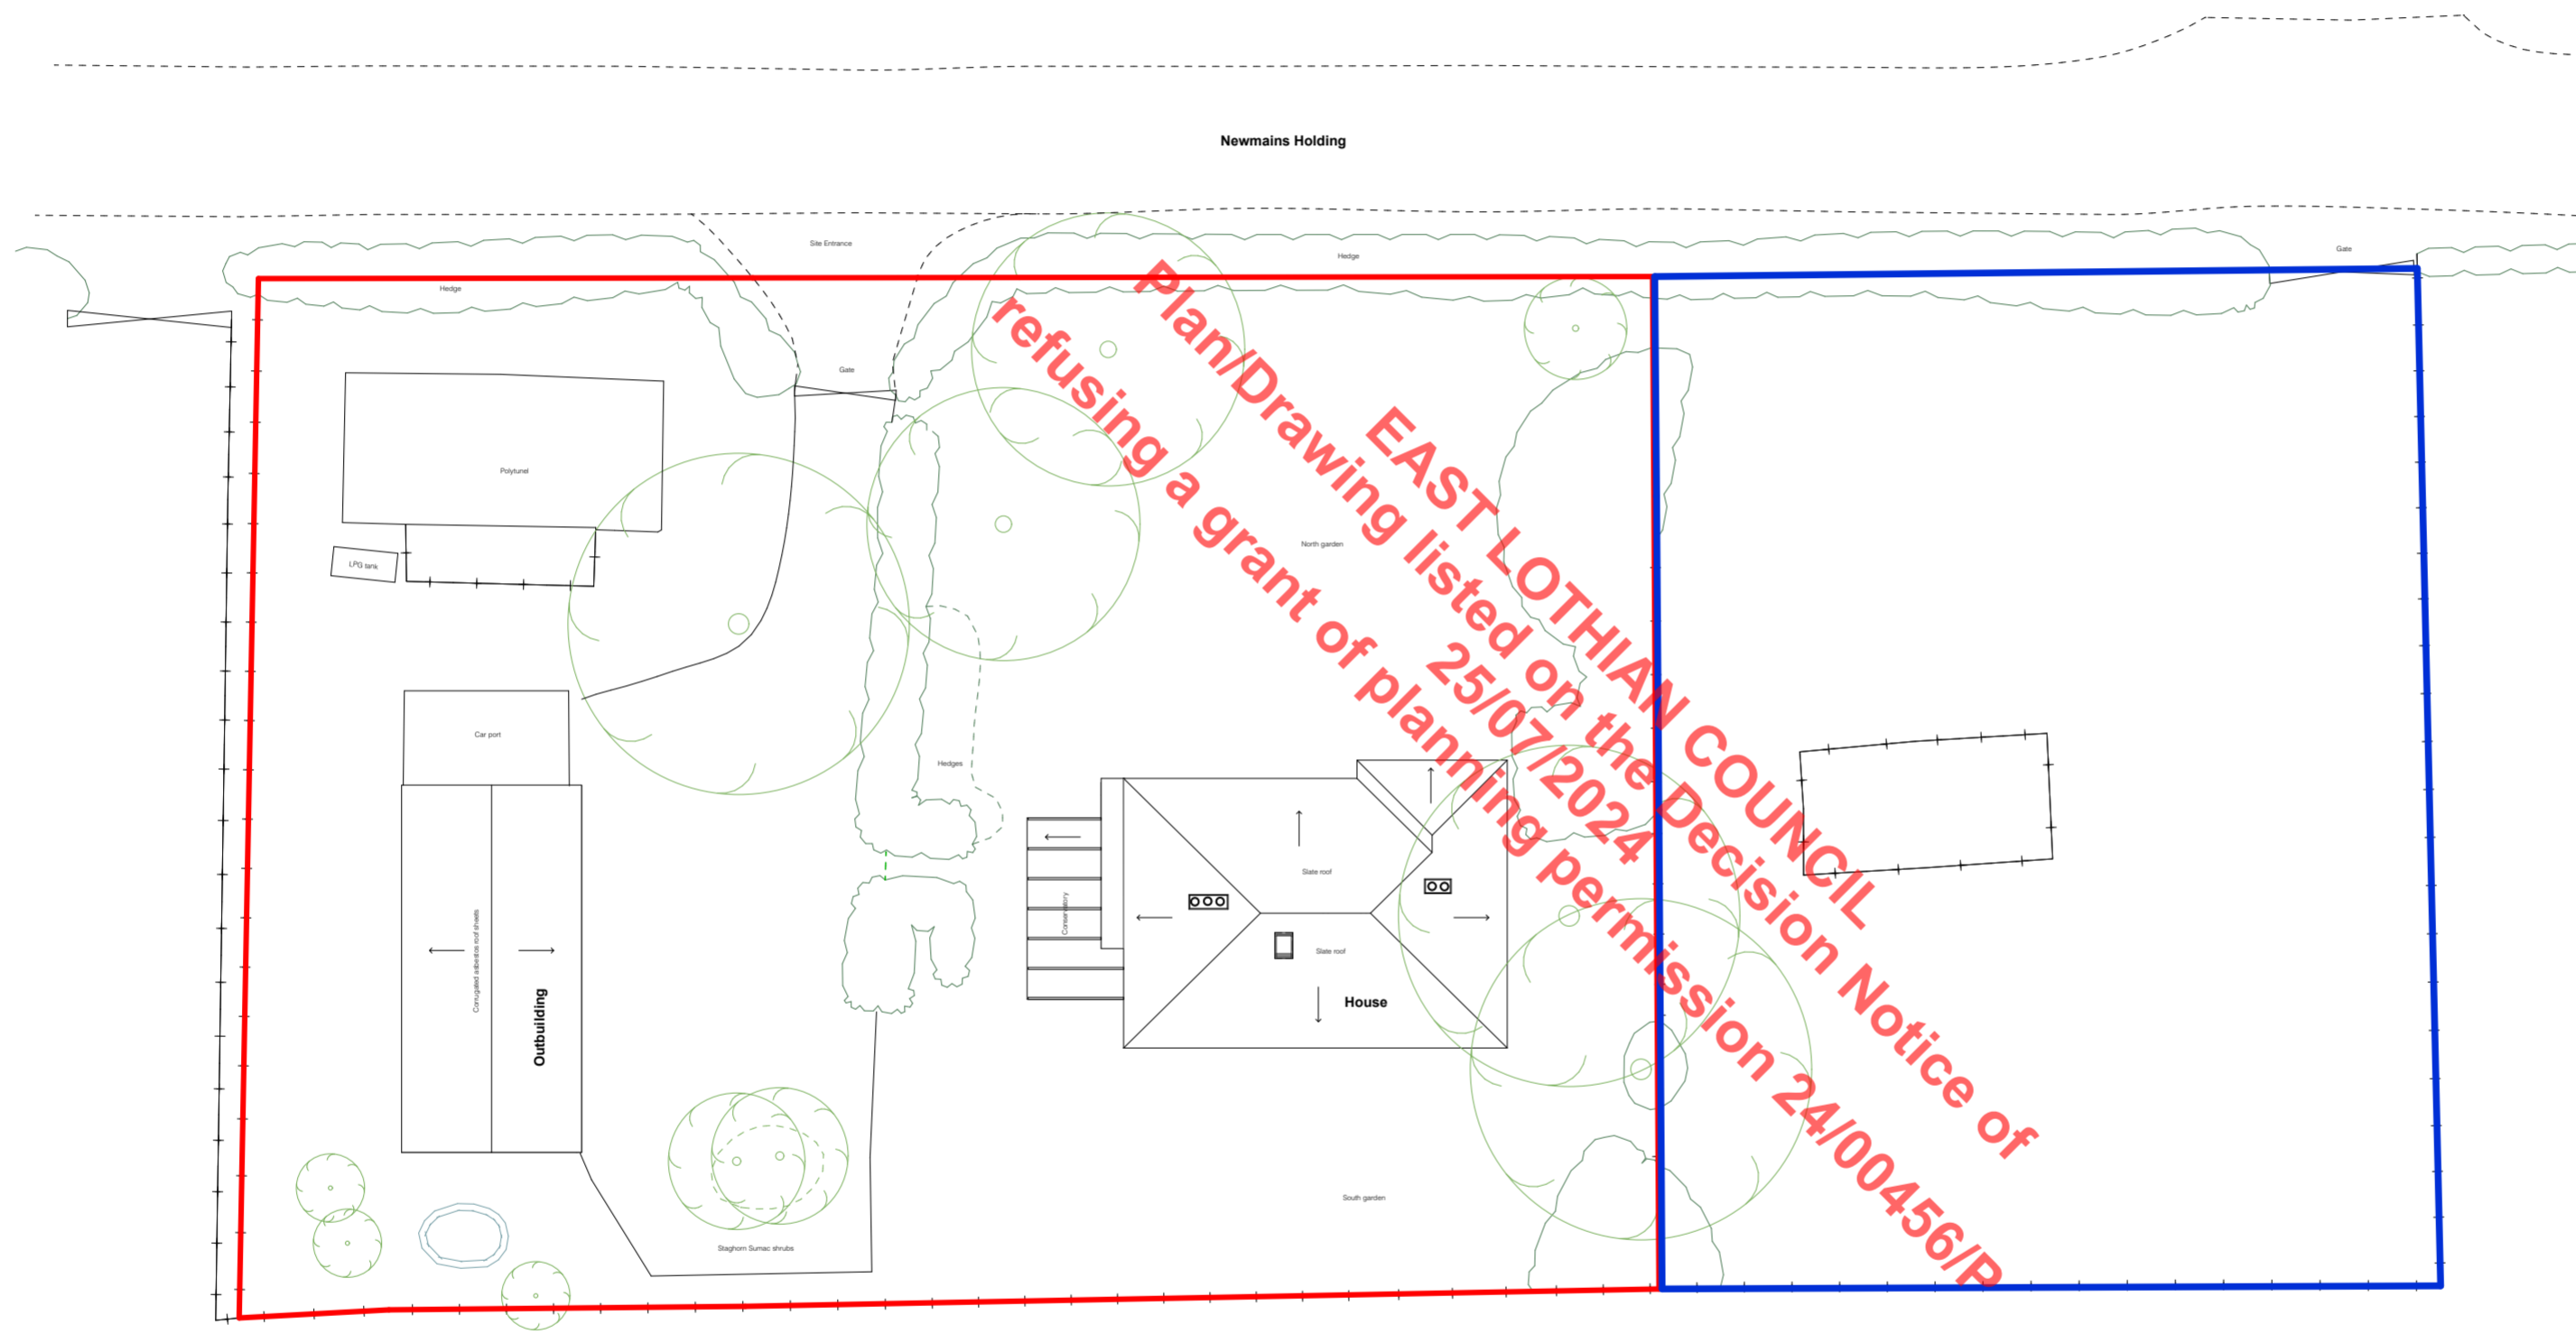 Newmains Holding
Site Entrance
Hedge
Gate
Hedge
Gate
Polytunel
North garden
LPG tank
Car port
Hedges
Slate roof
Conservatory
Slate roof
House
Corrugated asbestos roof sheets
Outbuilding
South garden
Staghorn Sumac shrubs
EAST LOTHIAN COUNCIL
Plan/Drawing listed on the Decision Notice of
25/07/2024
refusing a grant of planning permission 24/00456/P